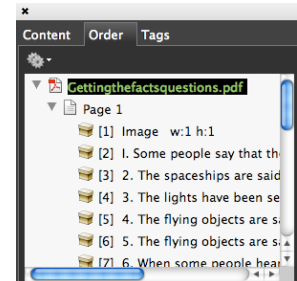 Content Order Tags
Gettingthefactsquestions.pdf
Page 1
[1] Image w:1 h:1
[2] I. Some people say that
[3] 2. The spaceships are said
[4] 3. The lights have been se
[5] 4. The flying objects are
[6] 5. The flying objects are
[7] 6. When some people hear